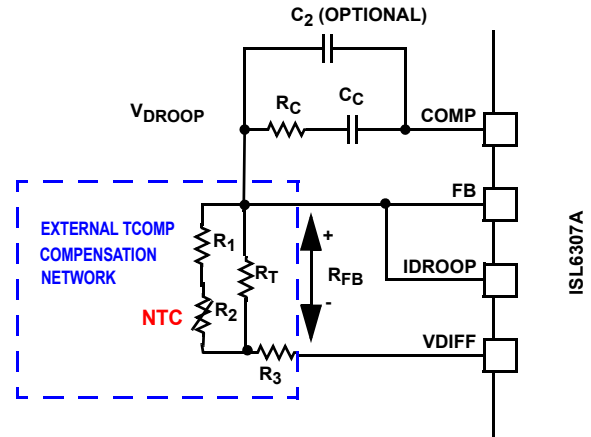 C2 (OPTIONAL)
VDROOP
RC
CC
COMP
FB
EXTERNAL TCOMP
COMPENSATION
NETWORK
R1
RT
+
RFB
-
IDROOP
ISL6307A
NTC
R2
VDIFF
R3